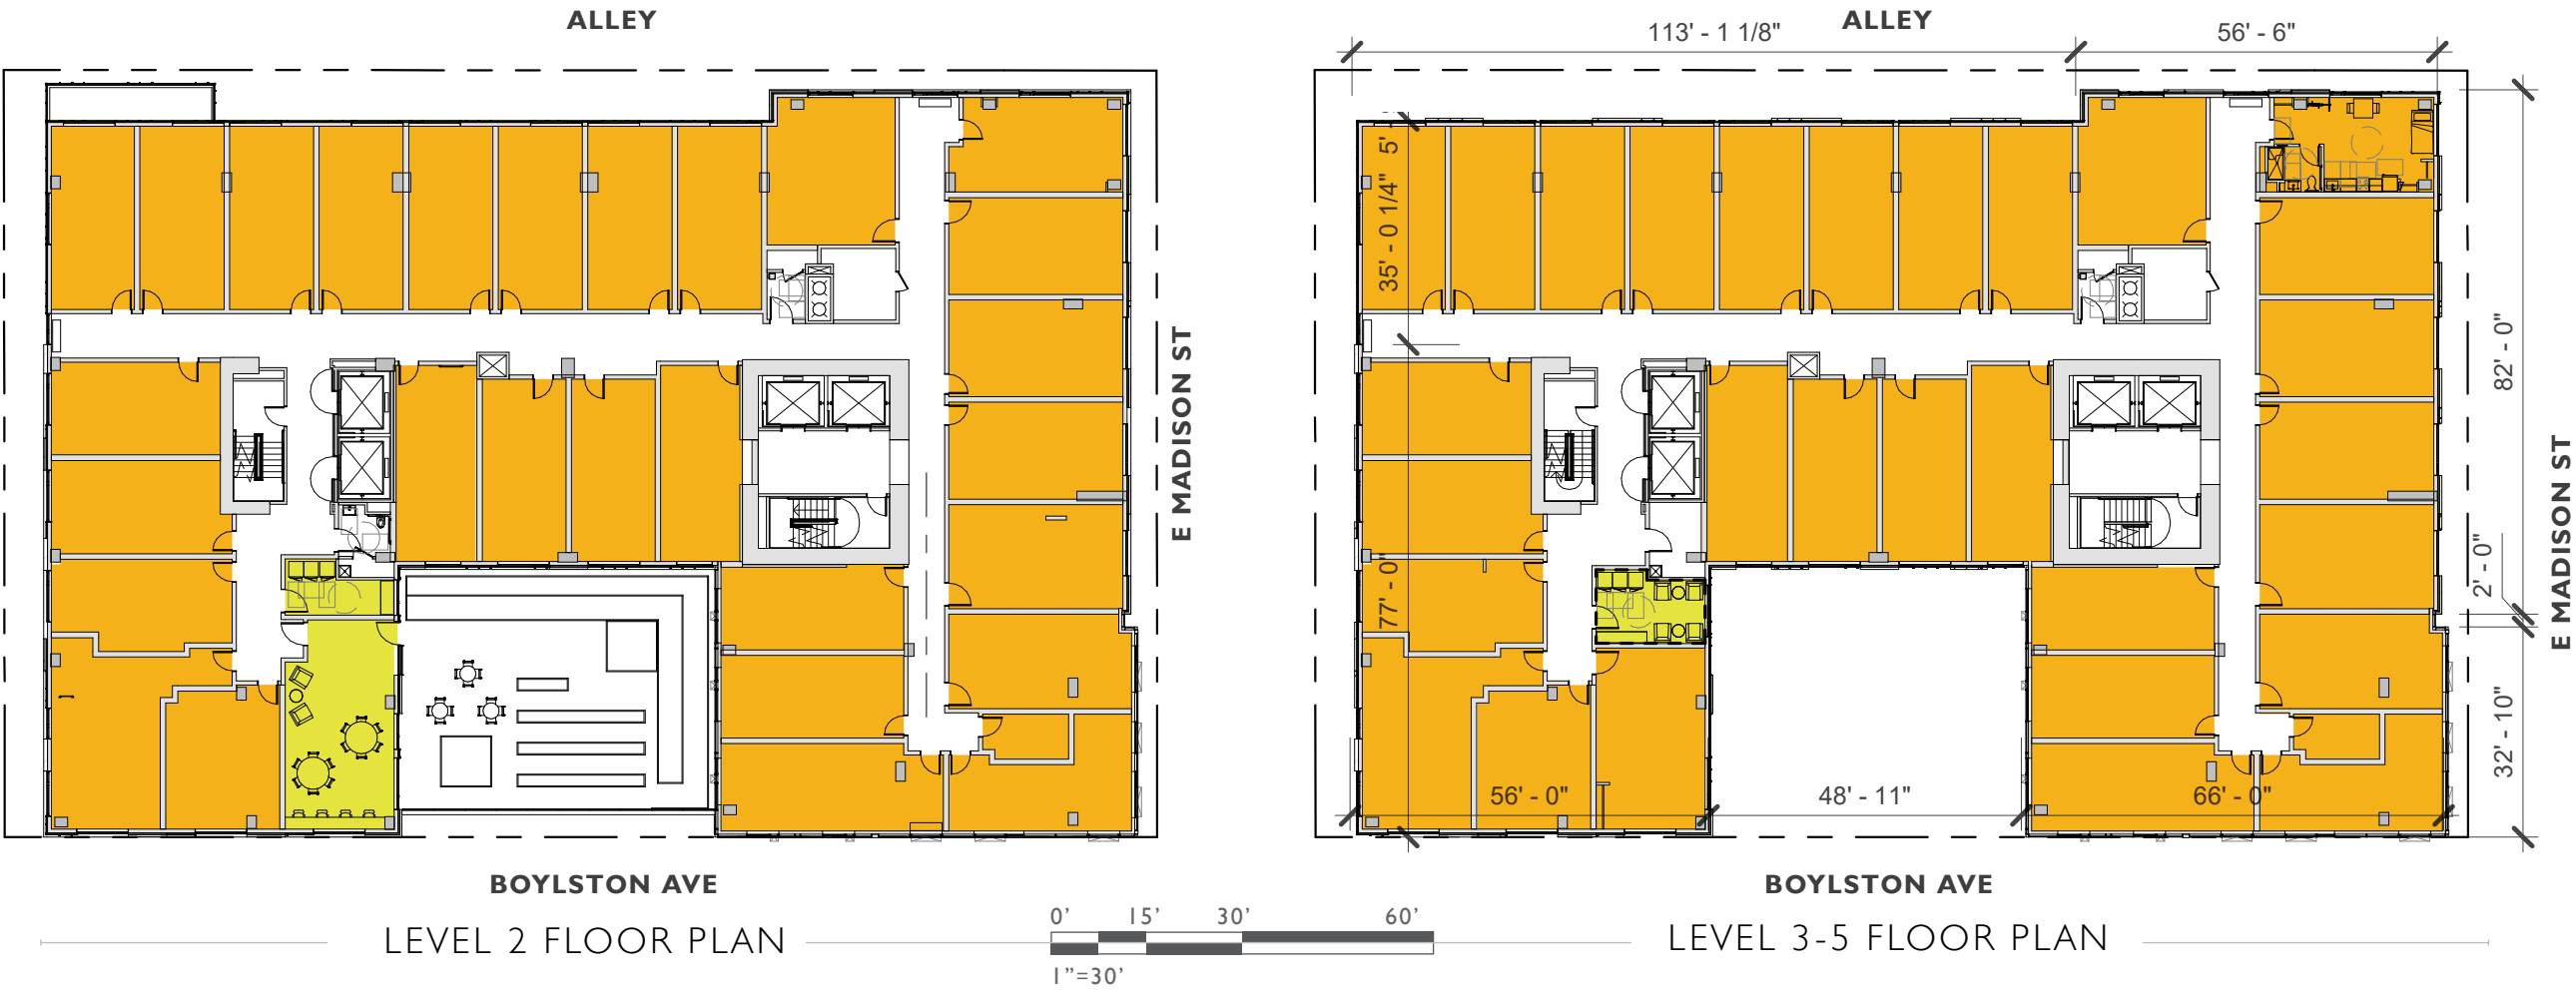 ALLEY
113' - 1 1/8"
ALLEY
56' - 6"
5'
35' - 0 1/4"
82' - 0"
E MADISON ST
E MADISON ST
77' - 0"
2' - 0"
32' - 10"
56' - 0"
48' - 11"
66' - 0"
BOYLSTON AVE
BOYLSTON AVE
0' 15' 30' 60'
LEVEL 2 FLOOR PLAN
LEVEL 3-5 FLOOR PLAN
1”=30’